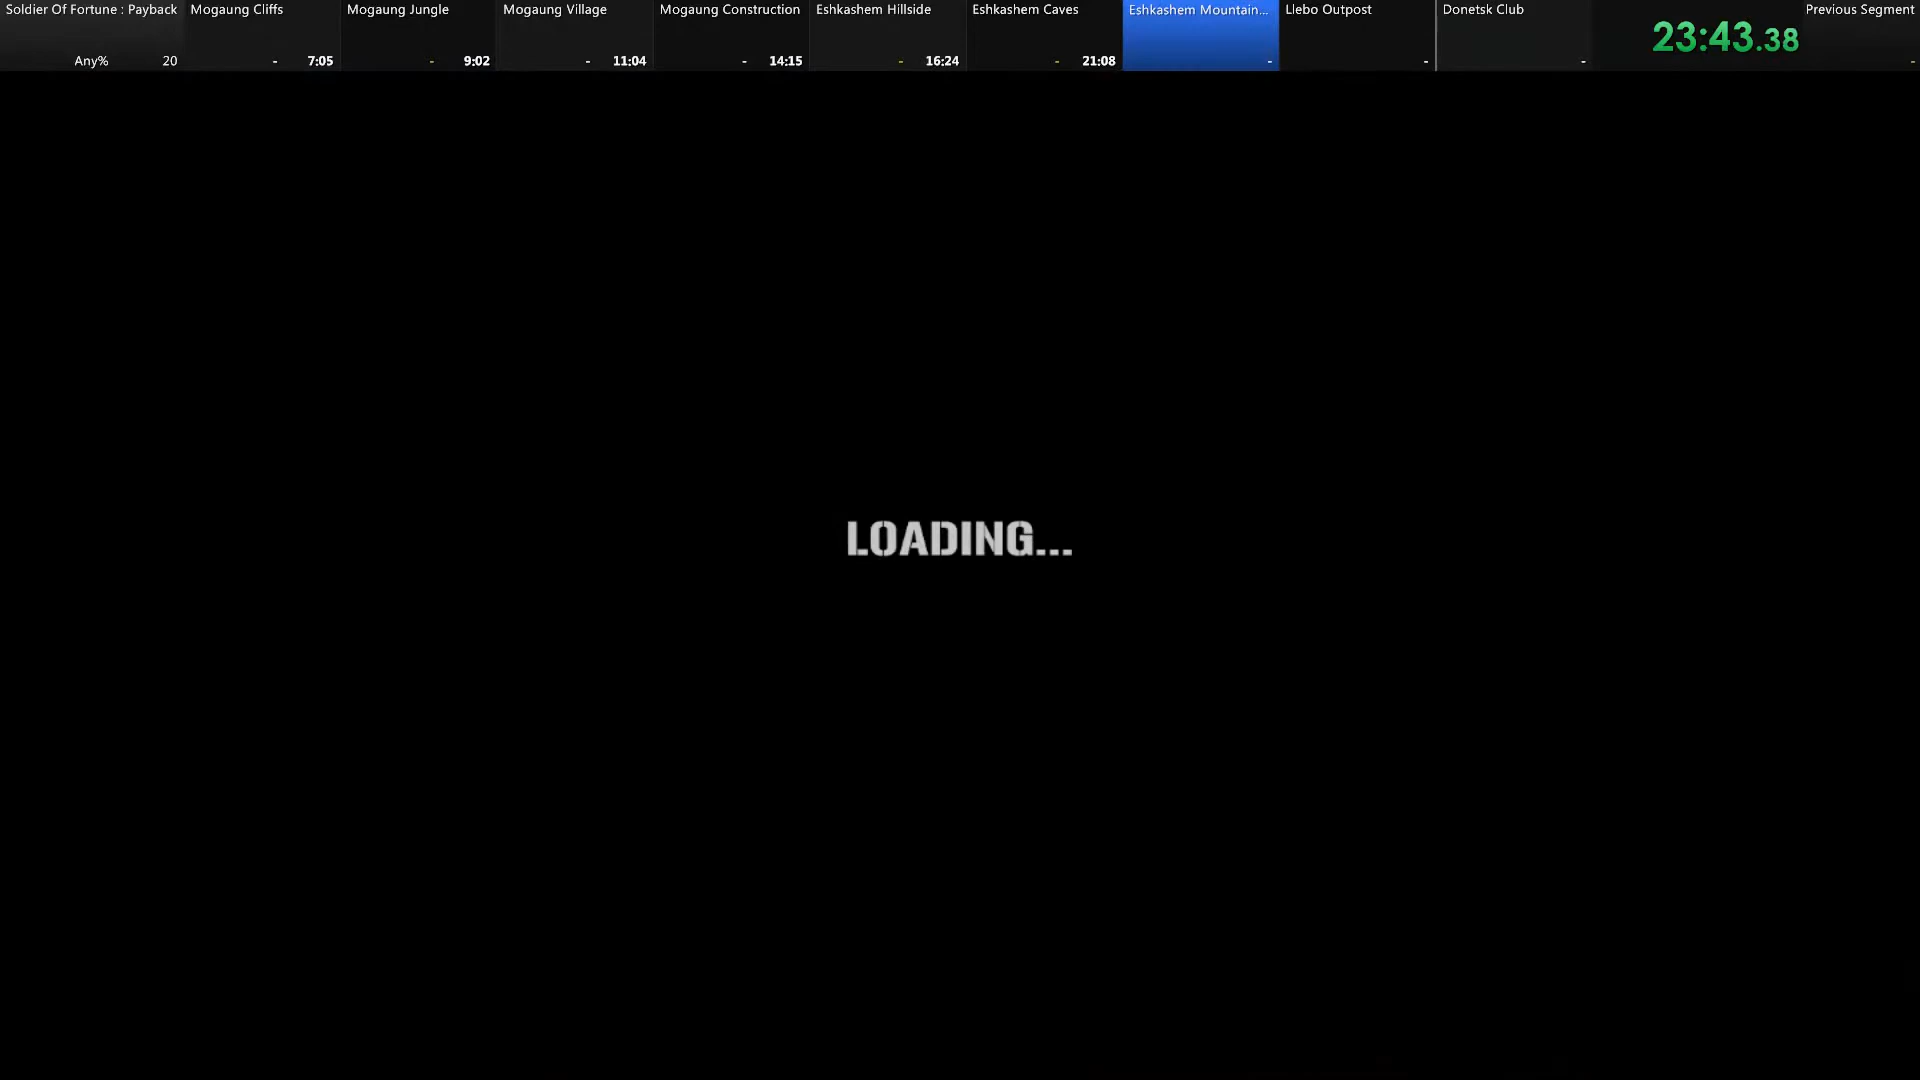 Soldier Of Fortune : Payback Mogaung Cliffs Mogaung Jungle Mogaung Village Mogaung Construction Eshkashem Hillside Eshkashem Caves Eshkashem Mountain... Llebo Outpost Donetsk Club Previous Segment
23:43.38
Any% 20 - 7:05 - 9:02 - 11:04 - 14:15 - 16:24 - 21:08 - - - -
LOADING...